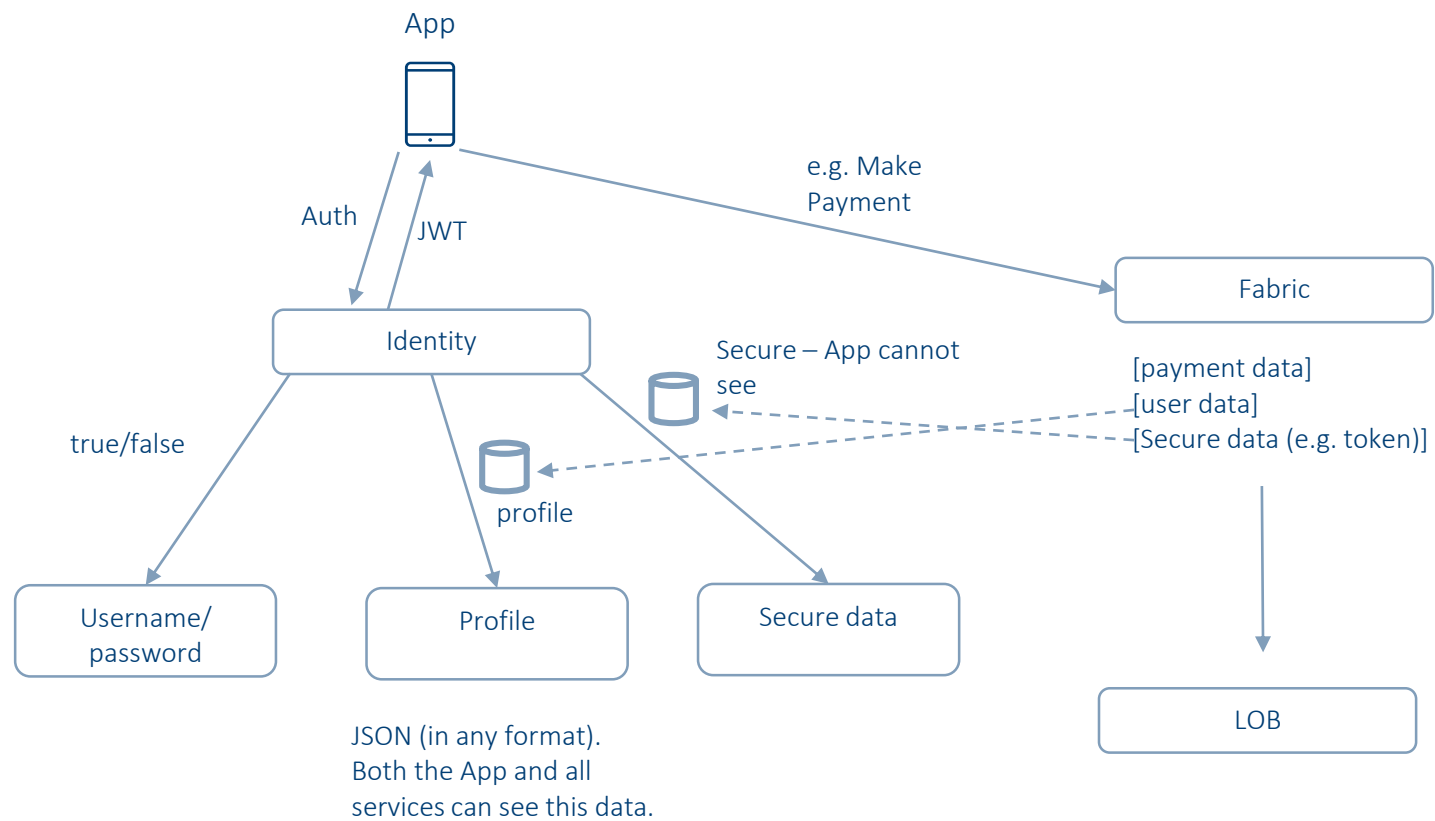 App
e.g. Make
Payment
Auth
JWT
Fabric
Identity
Secure – App cannot
see
[payment data]
[user data]
[Secure data (e.g. token)]
true/false
profile
Username/
password
Profile
Secure data
LOB
JSON (in any format).
Both the App and all
services can see this data.